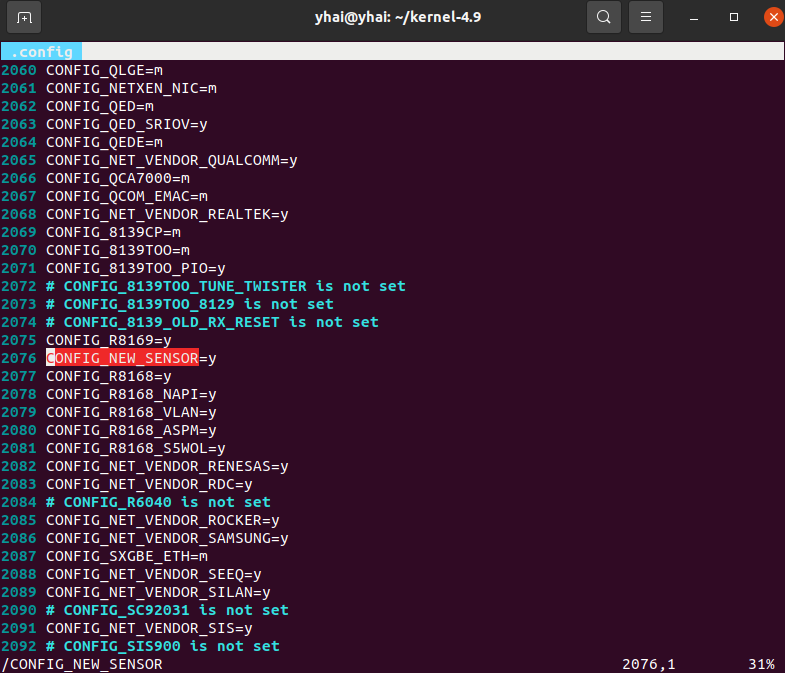 yhai@yhai: ~/kernel-4.9
.config
2060 CONFIG_QLGE=m
2061 CONFIG_NETXEN_NIC=m
2062 CONFIG_QED=m
2063 CONFIG_QED_SRIOV=y
2064 CONFIG_QEDE=m
2065 CONFIG_NET_VENDOR_QUALCOMM=y
2066 CONFIG_QCA7000=m
2067 CONFIG_QCOM_EMAC=m
2068 CONFIG_NET_VENDOR_REALTEK=y
2069 CONFIG_8139CP=m
2070 CONFIG_8139TOO=m
2071 CONFIG_8139TOO_PIO=y
2072 # CONFIG_8139TOO_TUNE_TWISTER is not set
2073 # CONFIG_8139TOO_8129 is not set
2074 # CONFIG_8139_OLD_RX_RESET is not set
2075 CONFIG_R8169=y
2076 CONFIG_NEW_SENSOR=y
2077 CONFIG_R8168=y
2078 CONFIG_R8168_NAPI=y
2079 CONFIG_R8168_VLAN=y
2080 CONFIG_R8168_ASPM=y
2081 CONFIG_R8168_S5WOL=y
2082 CONFIG_NET_VENDOR_RENESAS=y
2083 CONFIG_NET_VENDOR_RDC=y
2084 # CONFIG_R6040 is not set
2085 CONFIG_NET_VENDOR_ROCKER=y
2086 CONFIG_NET_VENDOR_SAMSUNG=y
2087 CONFIG_SXGBE_ETH=m
2088 CONFIG_NET_VENDOR_SEEQ=y
2089 CONFIG_NET_VENDOR_SILAN=y
2090 # CONFIG_SC92031 is not set
2091 CONFIG_NET_VENDOR_SIS=y
2092 # CONFIG_SIS900 is not set
/CONFIG_NEW_SENSOR 2076,1 31%